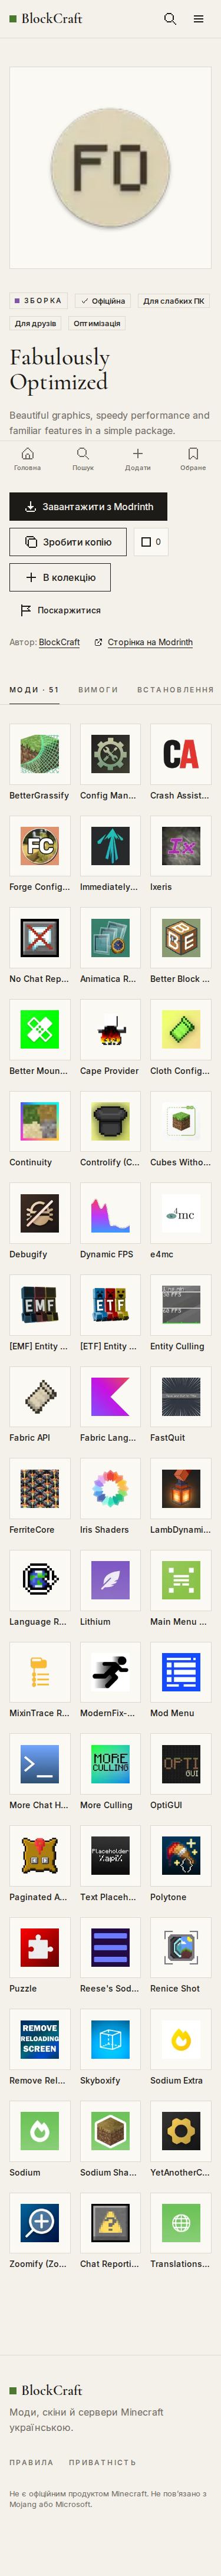 BlockCraft
FO
ЗБОРКА
Офіційна
Для слабких ПК
Для друзів
Оптимізація
Fabulously
Optimized
Beautiful graphics, speedy performance and
familiar features in a simple package.
Головна
Пошук
Додати
Обране
Завантажити з Modrinth
Зробити копію
0
В колекцію
Поскаржитися
Автор: BlockCraft
Сторінка на Modrinth
МОДИ · 51
ВИМОГИ
ВСТАНОВЛЕННЯ
CA
BetterGrassify
Config Man...
Crash Assist...
FC
Ix
Forge Config...
Immediately...
Ixeris
BBE
No Chat Rep...
Animatica R...
Better Block ...
Better Moun...
Cape Provider
Cloth Config...
Continuity
Controlify (C...
Cubes Witho...
e4mc
Debugify
Dynamic FPS
e4mc
EMF
ETF
60 FPS
[EMF] Entity ...
[ETF] Entity ...
Entity Culling
Fabric API
Fabric Lang...
FastQuit
FerriteCore
Iris Shaders
LambDynami...
Language R...
Lithium
Main Menu ...
MixinTrace R...
ModernFix-...
Mod Menu
MORE
CULLING
OPTI
GUI
More Chat H...
More Culling
OptiGUI
Placeholder
%api%
Paginated A...
Text Placeh...
Polytone
Puzzle
Reese's Sod...
Renice Shot
REMOVE
RELOADING
SCREEN
Remove Rel...
Skyboxify
Sodium Extra
Sodium
Sodium Sha...
YetAnotherC...
Zoomify (Zo...
Chat Reporti...
Translations...
BlockCraft
Моди, скіни й сервери Minecraft
українською.
ПРАВИЛА
ПРИВАТНІСТЬ
Не є офіційним продуктом Minecraft. Не пов'язано з
Mojang або Microsoft.